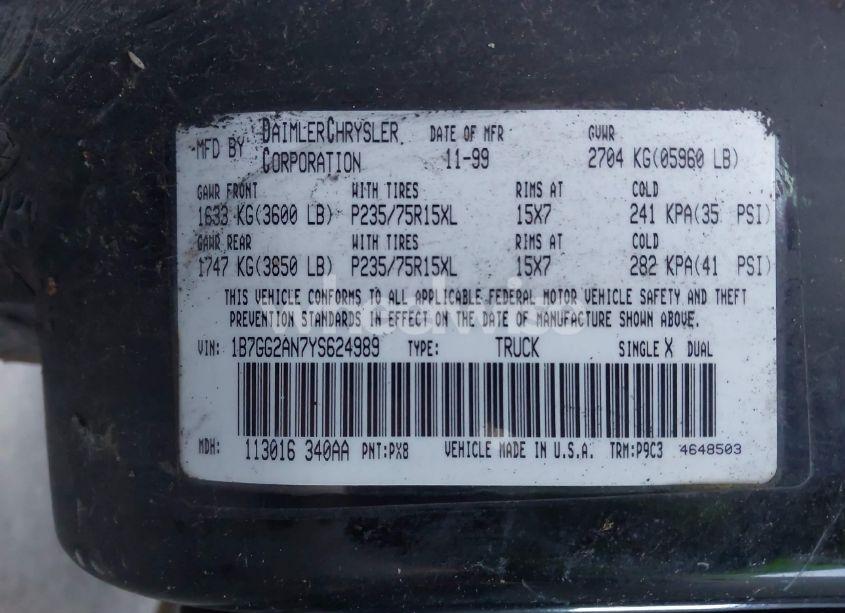 MFD BY DAIMLERCHRYSLER CORPORATION DATE OF MFR 11-99 GVWR 2704 KG(05960 LB)
GAWR FRONT WITH TIRES RIMS AT COLD
1633 KG(3600 LB) P235/75R15XL 15X7 241 KPA(35 PSI)
GAWR REAR WITH TIRES RIMS AT COLD
1747 KG(3850 LB) P235/75R15XL 15X7 282 KPA(41 PSI)
THIS VEHICLE CONFORMS TO ALL APPLICABLE FEDERAL MOTOR VEHICLE SAFETY AND THEFT
PREVENTION STANDARDS IN EFFECT ON THE DATE OF MANUFACTURE SHOWN ABOVE.
VIN: 1B7GG2AN7YS624989 TYPE: TRUCK SINGLE X DUAL
MDH: 113016 340AA PNT:PX8 VEHICLE MADE IN U.S.A. TRM:P9C3 4648503